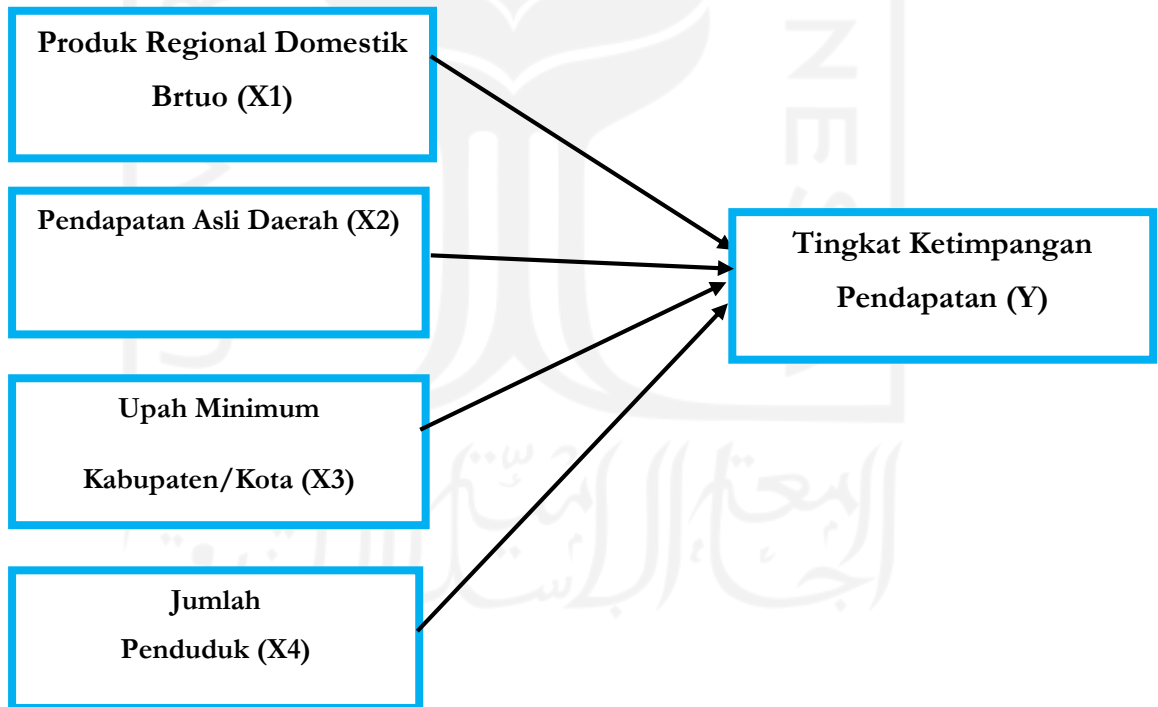 Produk Regional Domestik
Brtuo (X1)
Pendapatan Asli Daerah (X2)
Upah Minimum
Kabupaten/Kota (X3)
Jumlah
Penduduk (X4)
Tingkat Ketimpangan
Pendapatan (Y)